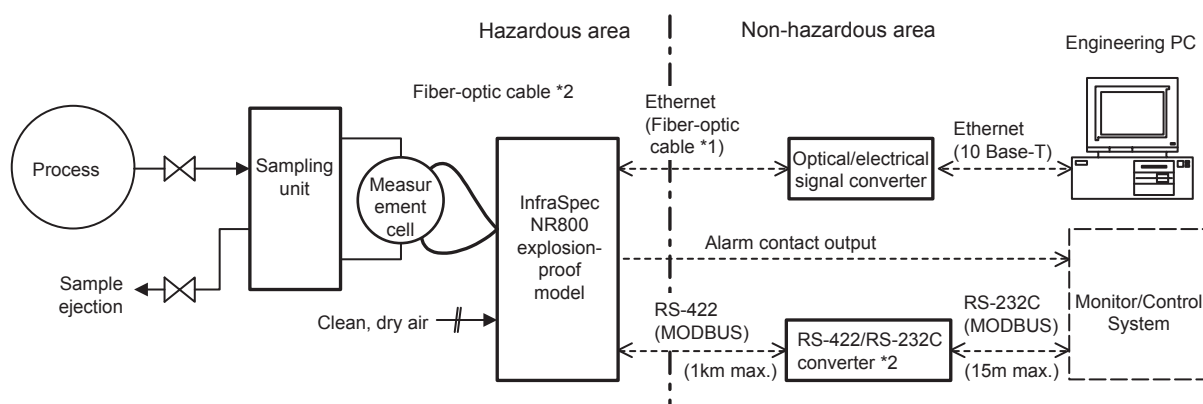 Hazardous area
Non-hazardous area
Engineering PC
Fiber-optic cable *2
Ethernet
(Fiber-optic
cable *1)
Ethernet
(10 Base-T)
Process
Sampling
unit
Measur
ement
cell
InfraSpec
NR800
explosion-
proof
model
Optical/electrical
signal converter
Alarm contact output
Sample
ejection
Clean, dry air
RS-422
(MODBUS)
(1km max.)
RS-422/RS-232C
converter *2
RS-232C
(MODBUS)
(15m max.)
Monitor/Control
System